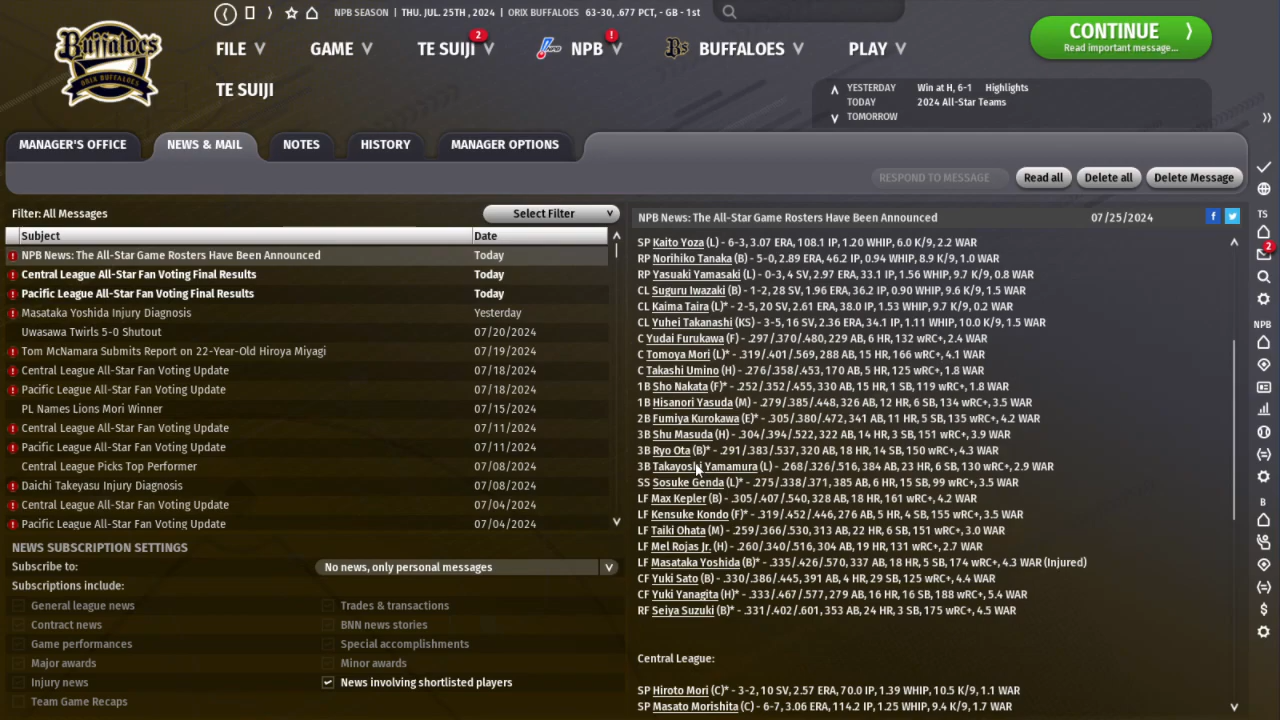 Buffaloes
ORIX BUFFALOES
NPB SEASON | THU. JUL. 25TH , 2024 | ORIX BUFFALOES 63-30, .677 PCT, - GB - 1st
FILE GAME TE SUIJI 2 NPB ! BUFFALOES PLAY
TE SUIJI
CONTINUE
Read important message...
YESTERDAY Win at H, 6-1 Highlights
TODAY 2024 All-Star Teams
TOMORROW
MANAGER'S OFFICE NEWS & MAIL NOTES HISTORY MANAGER OPTIONS
RESPOND TO MESSAGE Read all Delete all Delete Message
Filter: All Messages Select Filter
Subject Date
NPB News: The All-Star Game Rosters Have Been Announced Today
Central League All-Star Fan Voting Final Results Today
Pacific League All-Star Fan Voting Final Results Today
Masataka Yoshida Injury Diagnosis Yesterday
Uwasawa Twirls 5-0 Shutout 07/20/2024
Tom McNamara Submits Report on 22-Year-Old Hiroya Miyagi 07/19/2024
Central League All-Star Fan Voting Update 07/18/2024
Pacific League All-Star Fan Voting Update 07/18/2024
PL Names Lions Mori Winner 07/15/2024
Central League All-Star Fan Voting Update 07/11/2024
Pacific League All-Star Fan Voting Update 07/11/2024
Central League Picks Top Performer 07/08/2024
Daichi Takeyasu Injury Diagnosis 07/08/2024
Central League All-Star Fan Voting Update 07/04/2024
Pacific League All-Star Fan Voting Update 07/04/2024
NEWS SUBSCRIPTION SETTINGS
Subscribe to: No news, only personal messages
Subscriptions include:
General league news Trades & transactions
Contract news BNN news stories
Game performances Special accomplishments
Major awards Minor awards
Injury news News involving shortlisted players
Team Game Recaps
NPB News: The All-Star Game Rosters Have Been Announced 07/25/2024
SP Kaito Yoza (L) - 6-3, 3.07 ERA, 108.1 IP, 1.20 WHIP, 6.0 K/9, 2.2 WAR
RP Norihiko Tanaka (B) - 5-0, 2.89 ERA, 46.2 IP, 0.94 WHIP, 8.9 K/9, 1.0 WAR
RP Yasuaki Yamasaki (L) - 0-3, 4 SV, 2.97 ERA, 33.1 IP, 1.56 WHIP, 9.7 K/9, 0.8 WAR
CL Suguru Iwazaki (B) - 1-2, 28 SV, 1.96 ERA, 36.2 IP, 0.90 WHIP, 9.6 K/9, 1.5 WAR
CL Kaima Taira (L)* - 2-5, 20 SV, 2.61 ERA, 38.0 IP, 1.53 WHIP, 9.7 K/9, 0.2 WAR
CL Yuhei Takanashi (KS) - 3-5, 16 SV, 2.36 ERA, 34.1 IP, 1.11 WHIP, 10.0 K/9, 1.5 WAR
C Yudai Furukawa (F) - .297/.370/.480, 229 AB, 6 HR, 132 wRC+, 2.4 WAR
C Tomoya Mori (L)* - .319/.401/.569, 288 AB, 15 HR, 166 wRC+, 4.1 WAR
C Takashi Umino (H) - .276/.358/.453, 170 AB, 5 HR, 125 wRC+, 1.8 WAR
1B Sho Nakata (F)* - .252/.352/.455, 330 AB, 15 HR, 1 SB, 119 wRC+, 1.8 WAR
1B Hisanori Yasuda (M) - .279/.385/.448, 326 AB, 12 HR, 6 SB, 134 wRC+, 3.5 WAR
2B Fumiya Kurokawa (E)* - .305/.380/.472, 341 AB, 11 HR, 5 SB, 135 wRC+, 4.2 WAR
3B Shu Masuda (H) - .304/.394/.522, 322 AB, 14 HR, 3 SB, 151 wRC+, 3.9 WAR
3B Ryo Ota (B)* - .291/.383/.537, 320 AB, 18 HR, 14 SB, 150 wRC+, 4.3 WAR
3B Takayoshi Yamamura (L) - .268/.326/.516, 384 AB, 23 HR, 6 SB, 130 wRC+, 2.9 WAR
SS Sosuke Genda (L)* - .275/.338/.371, 385 AB, 6 HR, 15 SB, 99 wRC+, 3.5 WAR
LF Max Kepler (B) - .305/.407/.540, 328 AB, 18 HR, 161 wRC+, 4.2 WAR
LF Kensuke Kondo (F)* - .319/.452/.446, 276 AB, 5 HR, 4 SB, 155 wRC+, 3.5 WAR
LF Taiki Ohata (M) - .259/.366/.530, 313 AB, 22 HR, 6 SB, 151 wRC+, 3.0 WAR
LF Mel Rojas Jr. (H) - .260/.340/.516, 304 AB, 19 HR, 131 wRC+, 2.7 WAR
LF Masataka Yoshida (B)* - .335/.426/.570, 337 AB, 18 HR, 5 SB, 174 wRC+, 4.3 WAR (Injured)
CF Yuki Sato (B) - .330/.386/.445, 391 AB, 4 HR, 29 SB, 125 wRC+, 4.4 WAR
CF Yuki Yanagita (H)* - .333/.467/.577, 279 AB, 16 HR, 16 SB, 188 wRC+, 5.4 WAR
RF Seiya Suzuki (B)* - .331/.402/.601, 353 AB, 24 HR, 3 SB, 175 wRC+, 4.5 WAR
Central League:
SP Hiroto Mori (C)* - 3-2, 10 SV, 2.57 ERA, 70.0 IP, 1.39 WHIP, 10.5 K/9, 1.1 WAR
SP Masato Morishita (C) - 6-7, 3.06 ERA, 114.2 IP, 1.25 WHIP, 9.4 K/9, 1.7 WAR
TS
2
NPB
B